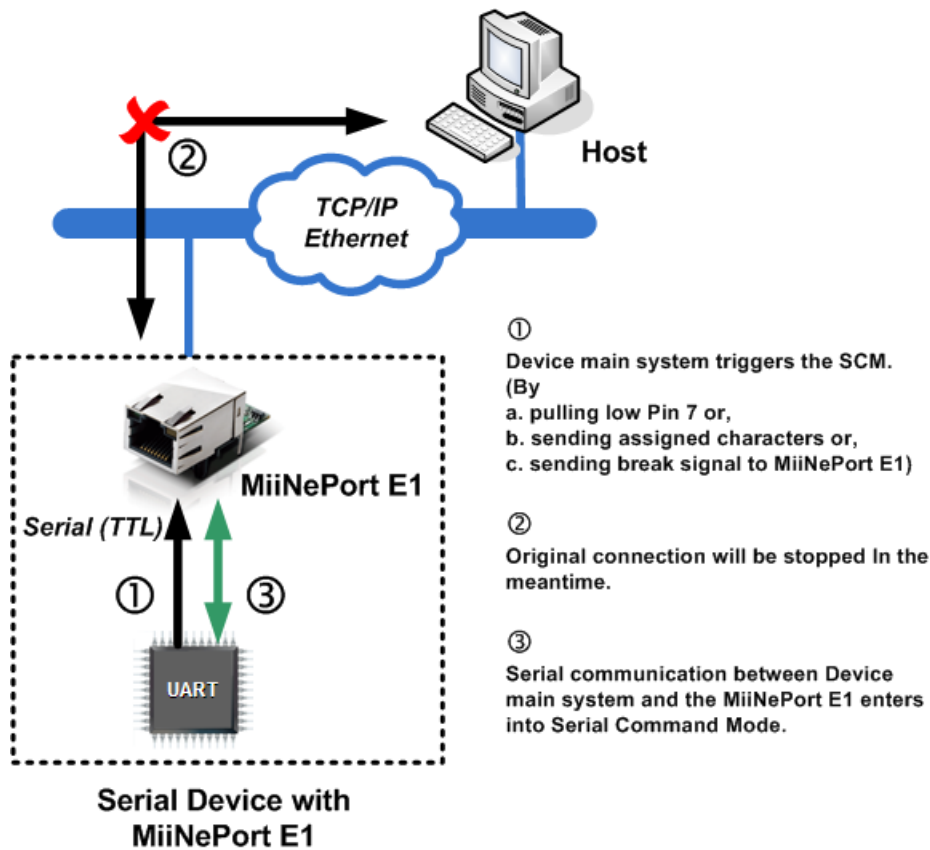 ②
Host
TCP/IP
Ethernet
MiiNePort E1
Serial (TTL)
①
③
UART
Serial Device with
MiiNePort E1
①
Device main system triggers the SCM.
(By
a. pulling low Pin 7 or,
b. sending assigned characters or,
c. sending break signal to MiiNePort E1)
②
Original connection will be stopped In the
meantime.
③
Serial communication between Device
main system and the MiiNePort E1 enters
into Serial Command Mode.